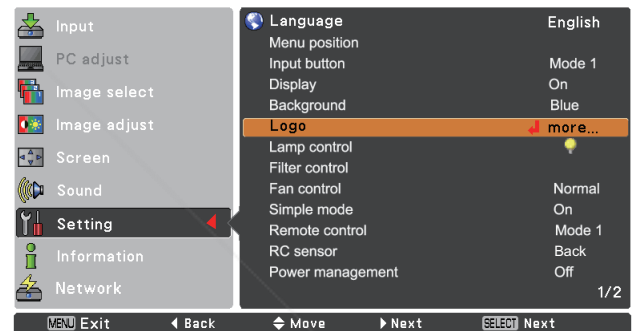 Input
PC adjust
Image select
Image adjust
Screen
Sound
Setting
Information
Network
Language English
Menu position
Input button Mode 1
Display On
Background Blue
Logo more...
Lamp control
Filter control
Fan control Normal
Simple mode On
Remote control Mode 1
RC sensor Back
Power management Off
1/2
MENU Exit Back Move Next SELECT Next